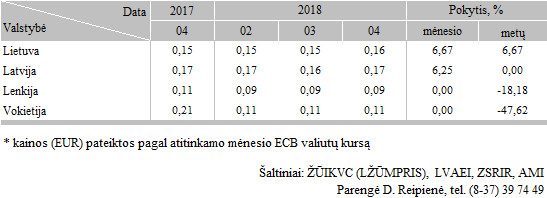 Data 2017 2018 Pokytis, %
Valstybė 04 02 03 04 mėnesio metų
Lietuva 0,15 0,15 0,15 0,16 6,67 6,67
Latvija 0,17 0,17 0,16 0,17 6,25 0,00
Lenkija 0,11 0,09 0,09 0,09 0,00 -18,18
Vokietija 0,21 0,11 0,11 0,11 0,00 -47,62
* kainos (EUR) pateiktos pagal atitinkamo mėnesio ECB valiutų kursą
Šaltiniai: ŽŪIKVC (LŽŪMPRIS), LVAEI, ZSRIR, AMI
Parengė D. Reipienė, tel. (8-37) 39 74 49